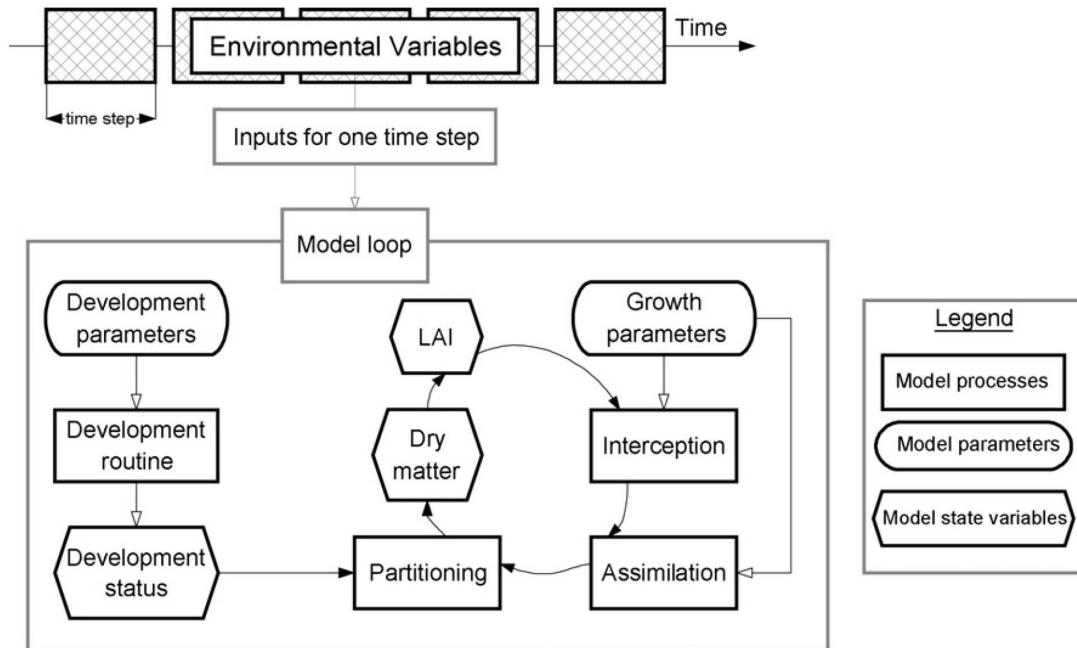 Environmental Variables
Time
time step
Inputs for one time step
Model loop
Development
parameters
LAI
Growth
parameters
Development
routine
Dry
matter
Interception
Development
status
Partitioning
Assimilation
Legend
Model processes
Model parameters
Model state variables